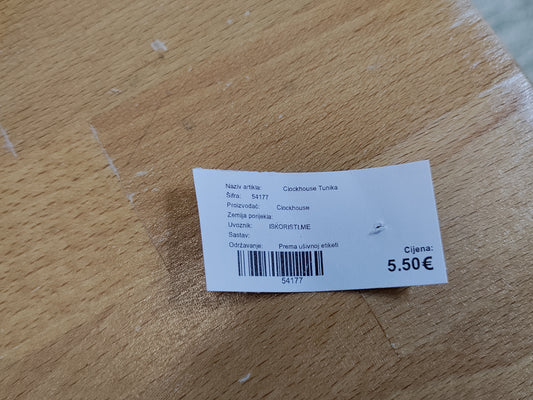 Naziv artikla: Clockhouse Tunika
Šifra: 54177
Proizvođač: Clockhouse
Zemlja porijekla:
Uvoznik: ISKORISTI.ME
Sastav:
Održavanje: Prema ušivnoj etiketi
Cijena:
5.50€
54177